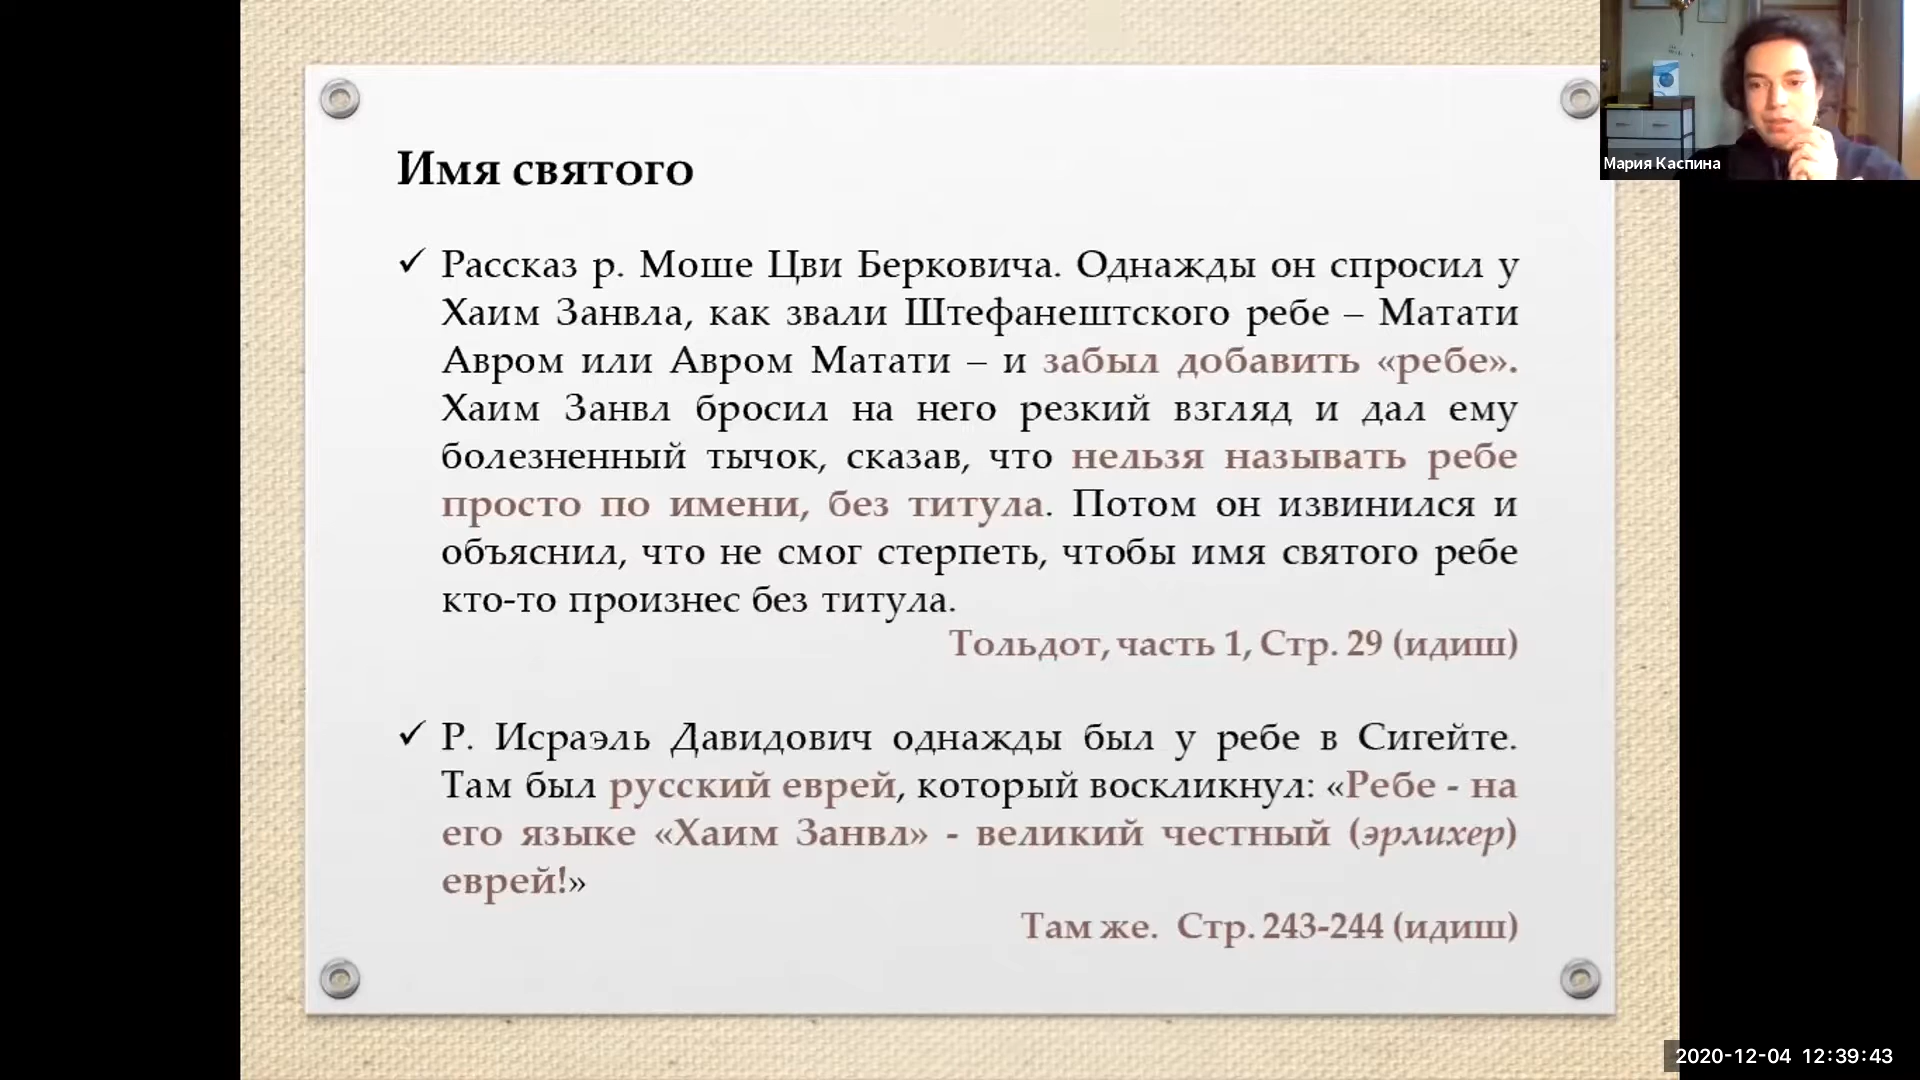 Имя святого
✓ Рассказ р. Моше Цви Берковича. Однажды он спросил у
Хаим Занвла, как звали Штефанештского ребе – Матати
Авром или Авром Матати – и забыл добавить «ребе».
Хаим Занвл бросил на него резкий взгляд и дал ему
болезненный тычок, сказав, что нельзя называть ребе
просто по имени, без титула. Потом он извинился и
объяснил, что не смог стерпеть, чтобы имя святого ребе
кто-то произнес без титула.
Тольдот, часть 1, Стр. 29 (идиш)
✓ Р. Исраэль Давидович однажды был у ребе в Сигейте.
Там был русский еврей, который воскликнул: «Ребе - на
его языке «Хаим Занвл» - великий честный (эрлихер)
еврей!»
Там же. Стр. 243-244 (идиш)
Мария Каспина
2020-12-04 12:39:43